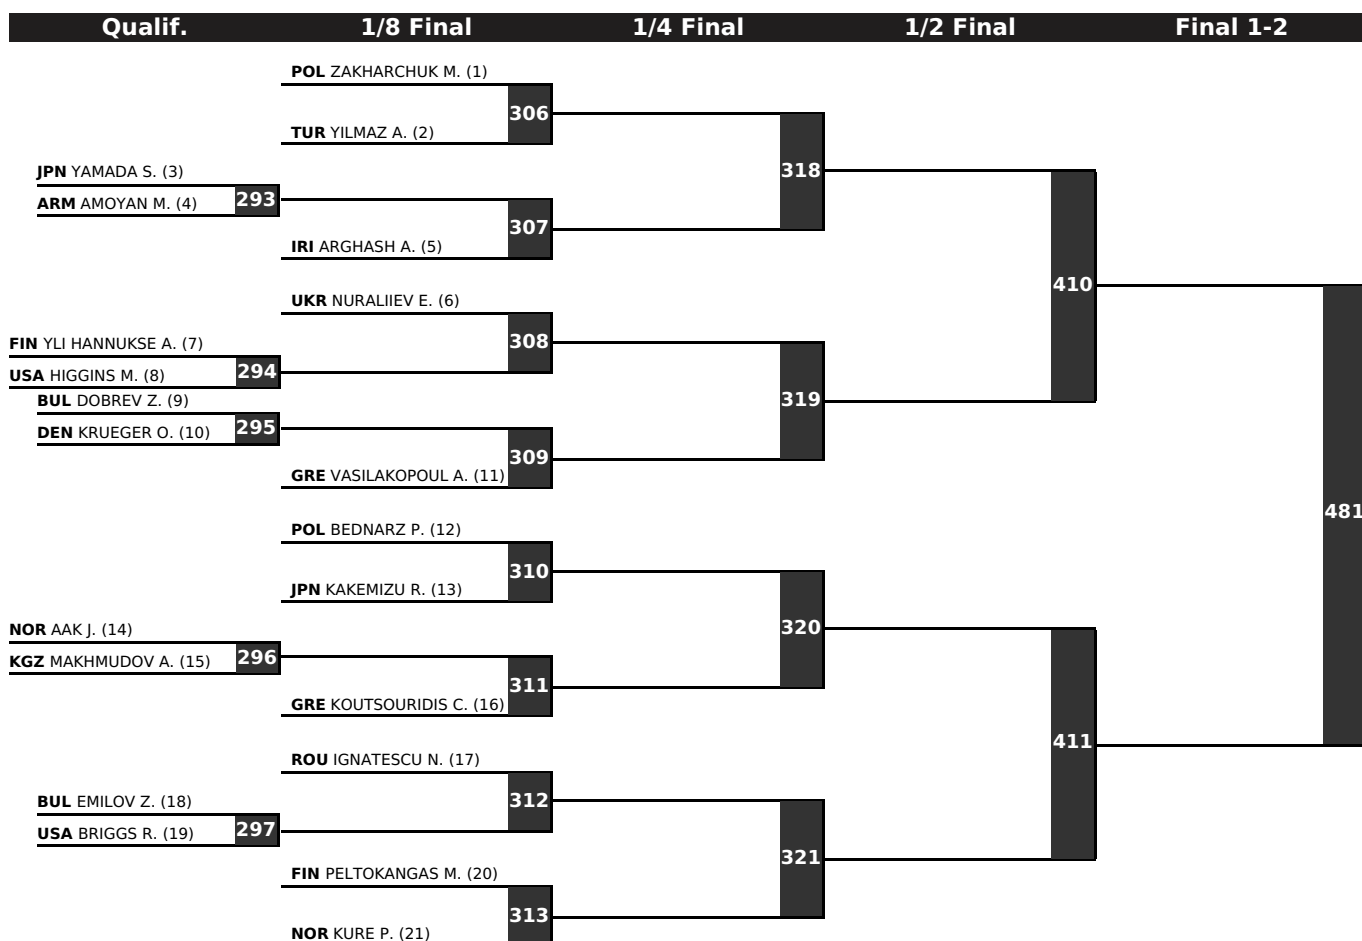 Qualif. 1/8 Final 1/4 Final 1/2 Final Final 1-2
POL ZAKHARCHUK M. (1)
306
TUR YILMAZ A. (2)
318
JPN YAMADA S. (3)
293
ARM AMOYAN M. (4)
307
IRI ARGHASH A. (5)
410
UKR NURALIIEV E. (6)
308
FIN YLI HANNUKSE A. (7)
294
USA HIGGINS M. (8)
319
BUL DOBREV Z. (9)
295
DEN KRUEGER O. (10)
309
GRE VASILAKOPOUL A. (11)
481
POL BEDNARZ P. (12)
310
JPN KAKEMIZU R. (13)
320
NOR AAK J. (14)
296
KGZ MAKHMUDOV A. (15)
311
GRE KOUTSOURIDIS C. (16)
411
ROU IGNATESCU N. (17)
312
BUL EMILOV Z. (18)
297
USA BRIGGS R. (19)
321
FIN PELTOKANGAS M. (20)
313
NOR KURE P. (21)